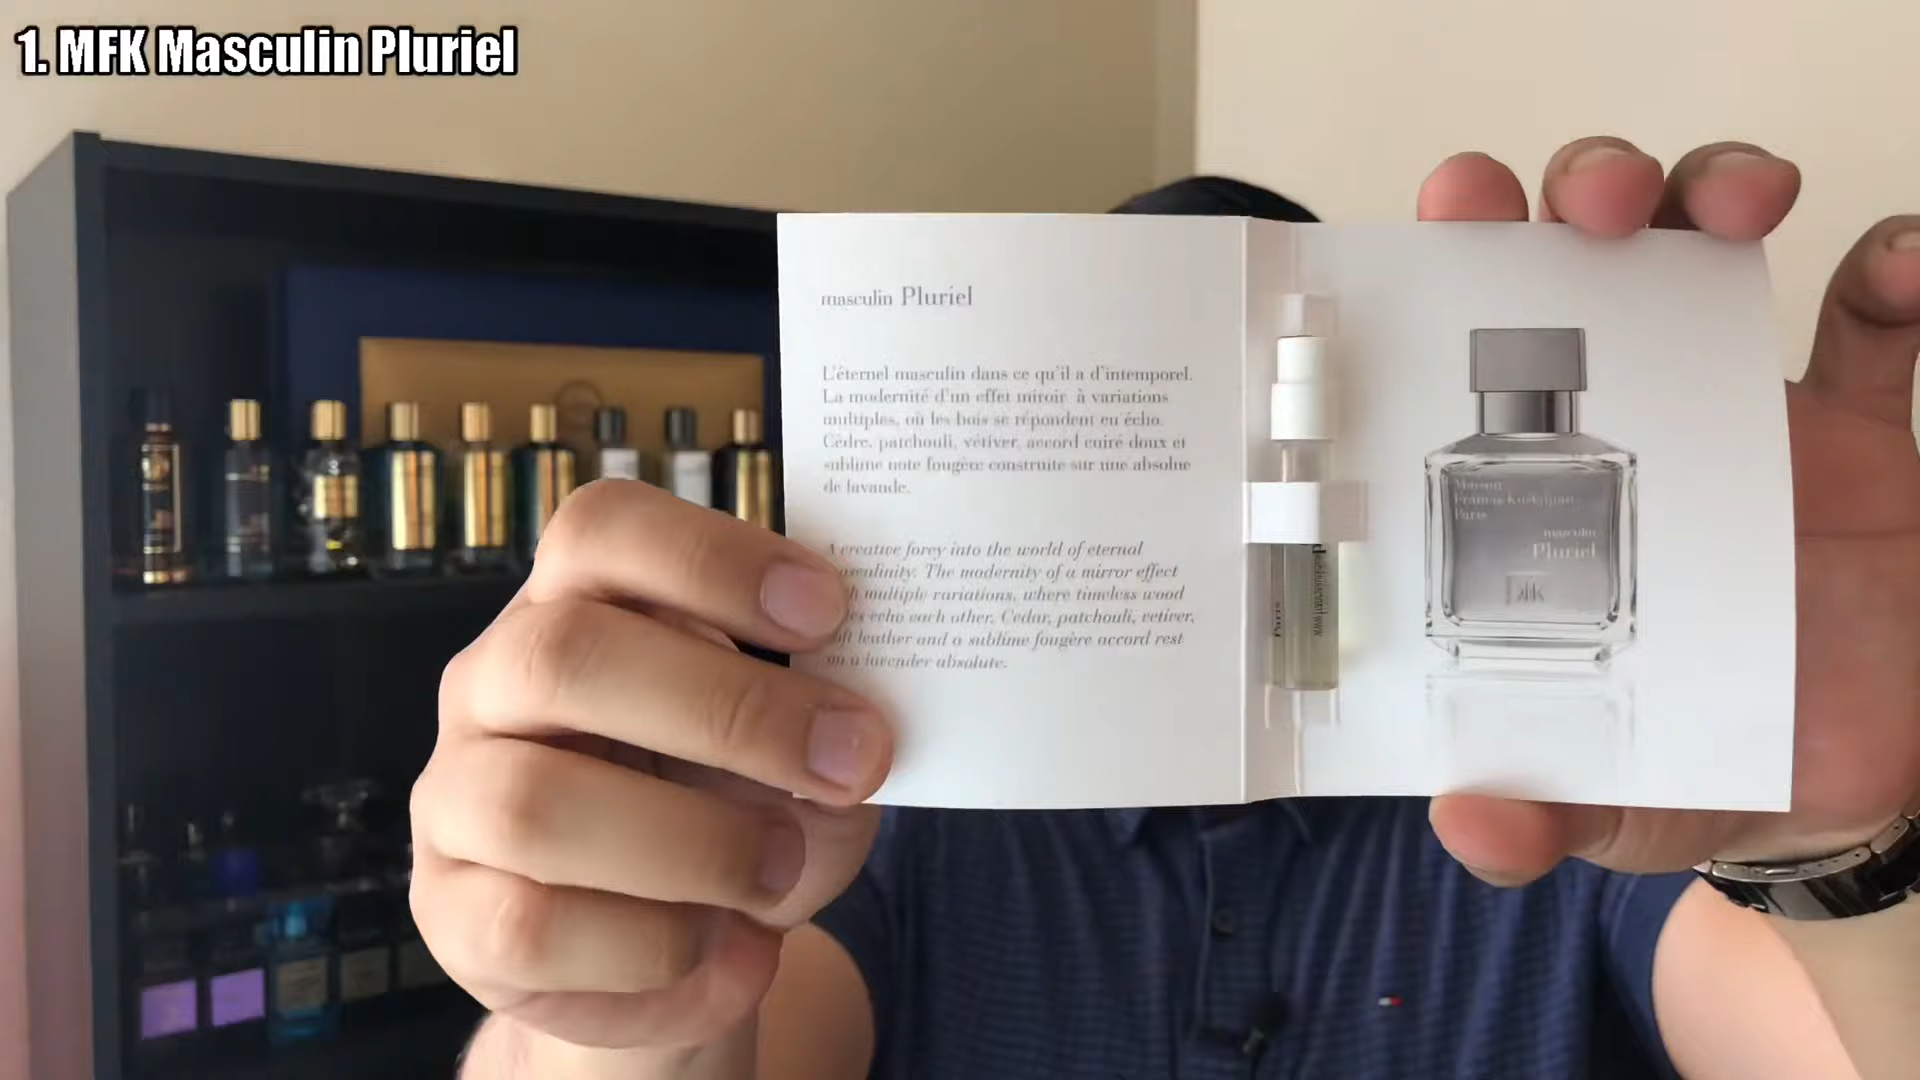 1. MFK Masculin Pluriel
masculin Pluriel
L'éternel masculin dans ce qu'il a d'intemporel.
La modernité d'un effet miroir à variations
multiples, où les bois se répondent en écho.
Cèdre, patchouli, vétiver, accord cuiré doux et
sublime note fougère construite sur une absolue
de lavande.
A creative forey into the world of eternal
The modernity of a mirror effect
multiple variations, where timeless wood
echo each other. Cedar, patchouli, vetiver,
leather and a sublime fougère accord rest
on a lavender absolute.
Paris
Maison
Francis Kurkdjian
Paris
masculin
Pluriel